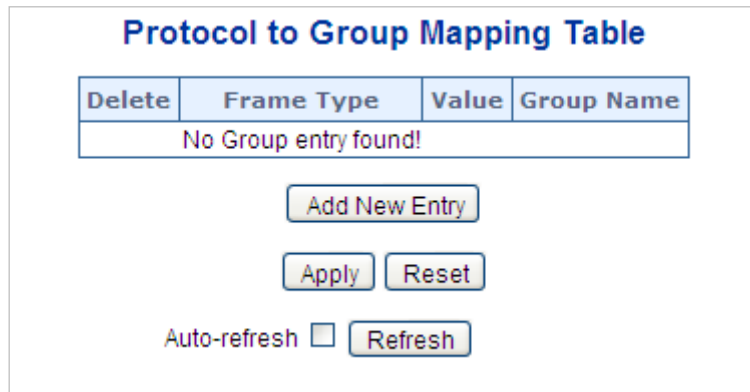 Protocol to Group Mapping Table
Delete Frame Type Value Group Name
No Group entry found!
Add New Entry
Apply Reset
Auto-refresh Refresh